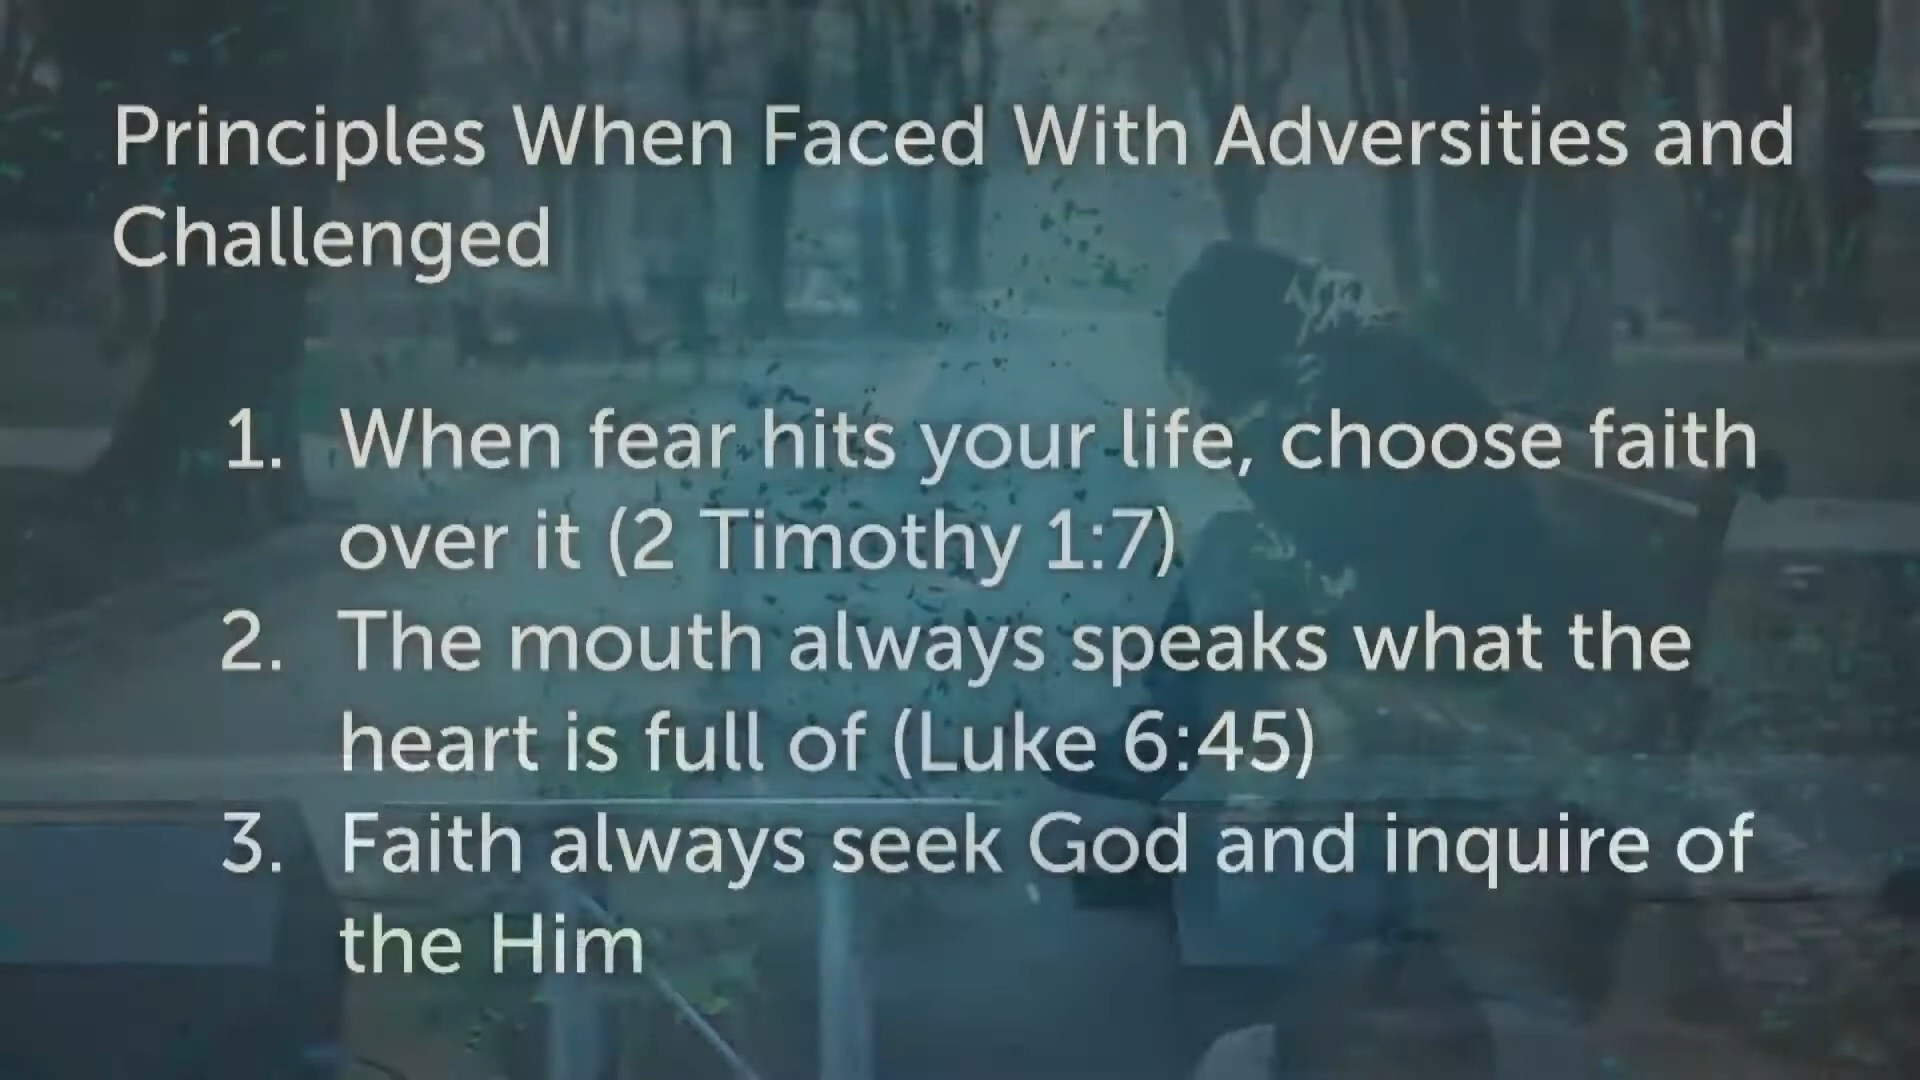 Principles When Faced With Adversities and
Challenged
1. When fear hits your life, choose faith
over it (2 Timothy 1:7)
2. The mouth always speaks what the
heart is full of (Luke 6:45)
3. Faith always seek God and inquire of
the Him